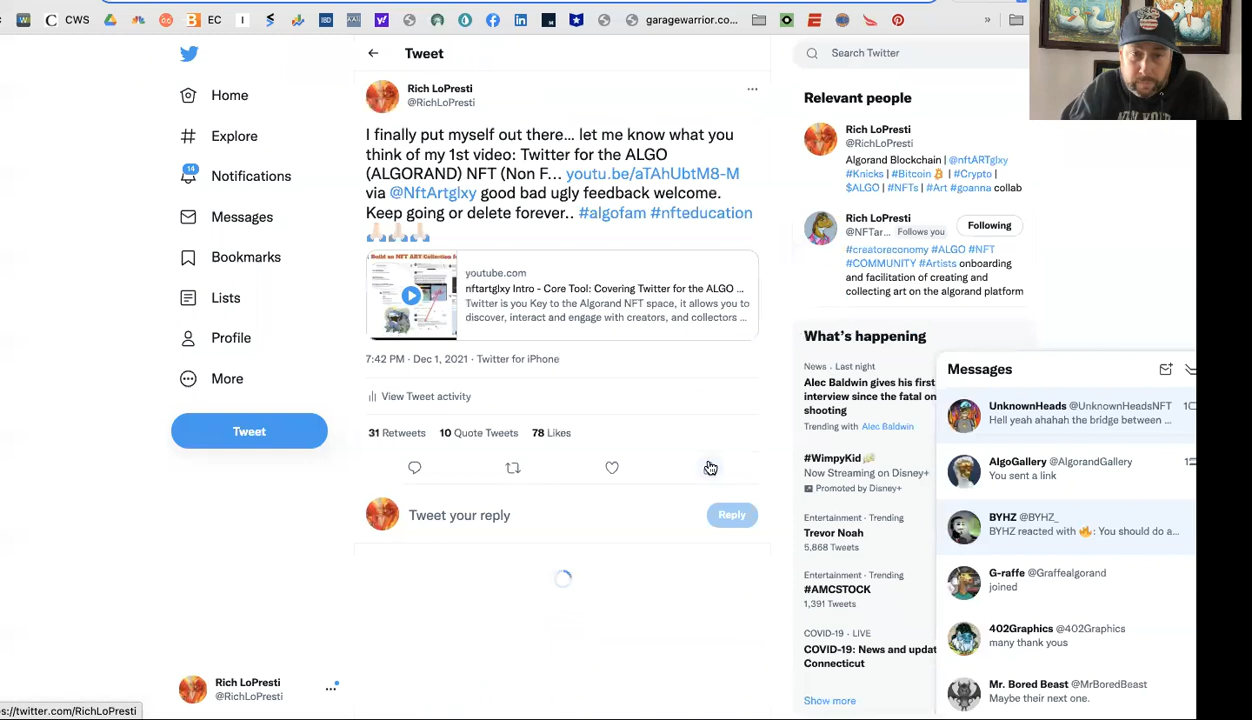 CWS
EC
garagewarrior.co...
»
Home
Explore
14
Notifications
Messages
Bookmarks
Lists
Profile
More
Tweet
Rich LoPresti
@RichLoPresti
s://twitter.com/RichLoPresti
Tweet
Rich LoPresti
@RichLoPresti
I finally put myself out there... let me know what you
think of my 1st video: Twitter for the ALGO
(ALGORAND) NFT (Non F... youtu.be/aTAhUbtM8-M
via @NftArtglxy good bad ugly feedback welcome.
Keep going or delete forever.. #algofam #nfteducation
youtube.com
nftartglxy Intro - Core Tool: Covering Twitter for the ALGO ...
Twitter is you Key to the Algorand NFT space, it allows you to
discover, interact and engage with creators, and collectors ...
7:42 PM · Dec 1, 2021 · Twitter for iPhone
View Tweet activity
31 Retweets 10 Quote Tweets 78 Likes
Tweet your reply
Reply
Search Twitter
Relevant people
Rich LoPresti
@RichLoPresti
Algorand Blockchain | @nftARTglxy
#Knicks | #Bitcoin | #Crypto |
$ALGO | #NFTs | #Art #goanna collab
Rich LoPresti
@NFTar... Follows you
Following
#creatoreconomy #ALGO #NFT
#COMMUNITY #Artists onboarding
and facilitation of creating and
collecting art on the algorand platform
What's happening
News · Last night
Alec Baldwin gives his first
interview since the fatal on
shooting
Trending with Alec Baldwin
#WimpyKid
Now Streaming on Disney+
Promoted by Disney+
Entertainment · Trending
Trevor Noah
5,868 Tweets
Entertainment · Trending
#AMCSTOCK
1,391 Tweets
COVID-19 · LIVE
COVID-19: News and updat
Connecticut
Show more
Messages
UnknownHeads @UnknownHeadsNFT
Hell yeah ahahah the bridge between ...
AlgoGallery @AlgorandGallery
You sent a link
BYHZ @BYHZ_
BYHZ reacted with 🔥: You should do a...
G-raffe @Graffealgorand
joined
402Graphics @402Graphics
many thank yous
Mr. Bored Beast @MrBoredBeast
Maybe their next one.